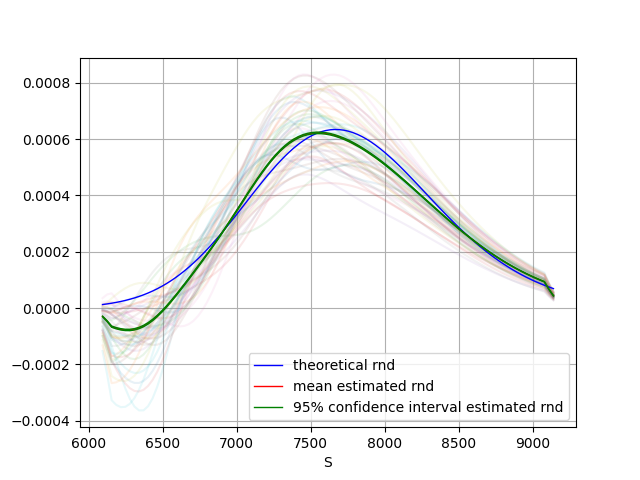 0.0008
0.0006
0.0004
0.0002
0.0000
−0.0002
−0.0004
6000 6500 7000 7500 8000 8500 9000
S
theoretical rnd
mean estimated rnd
95% confidence interval estimated rnd